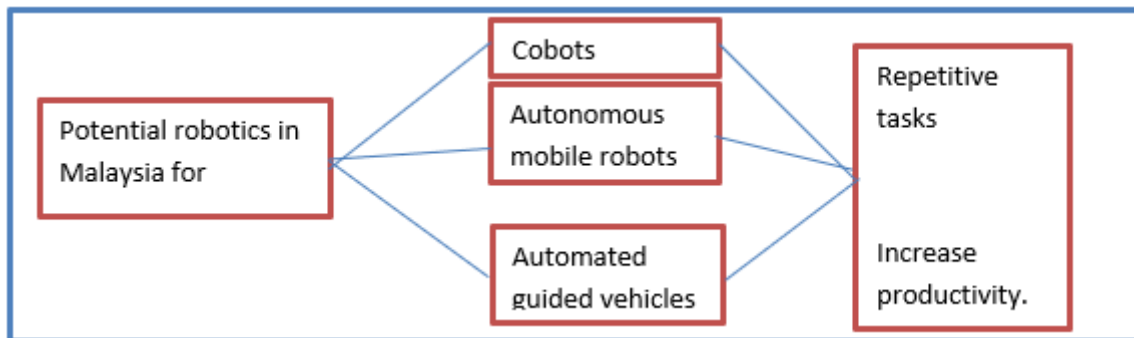 Potential robotics in
Malaysia for
Cobots
Autonomous
mobile robots
Automated
guided vehicles
Repetitive
tasks
Increase
productivity.